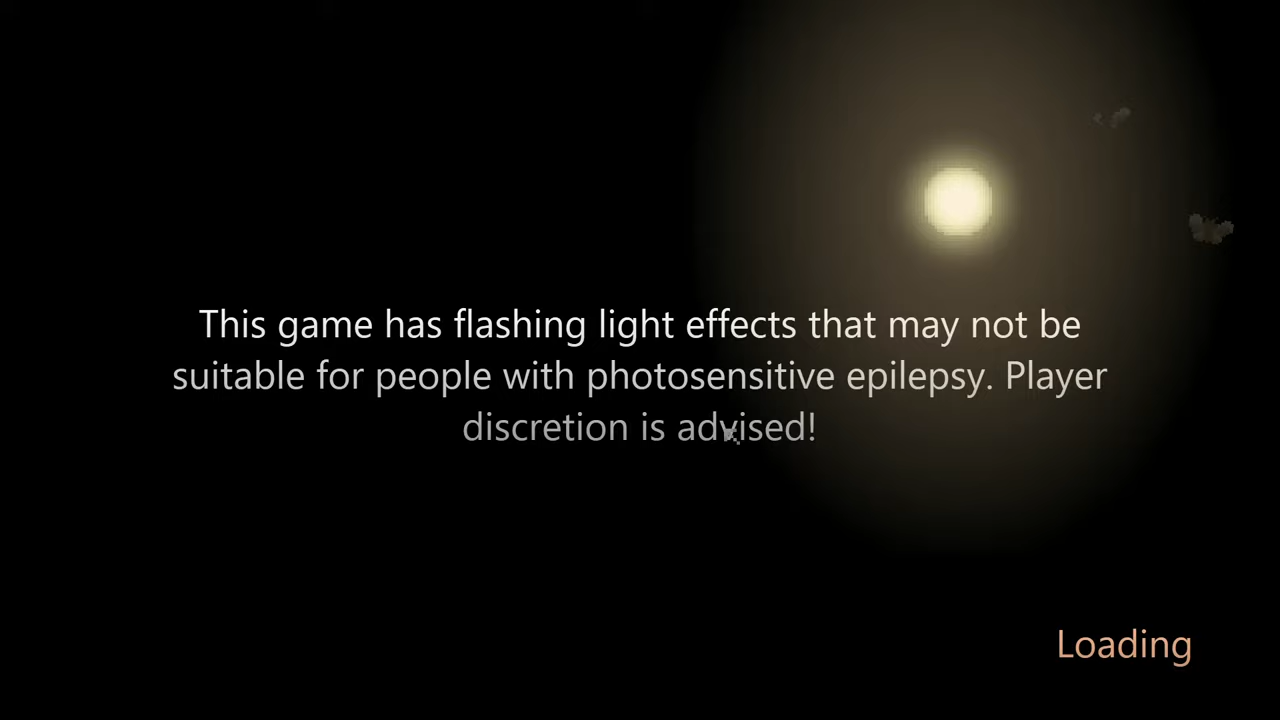 This game has flashing light effects that may not be
suitable for people with photosensitive epilepsy. Player
discretion is advised!
Loading